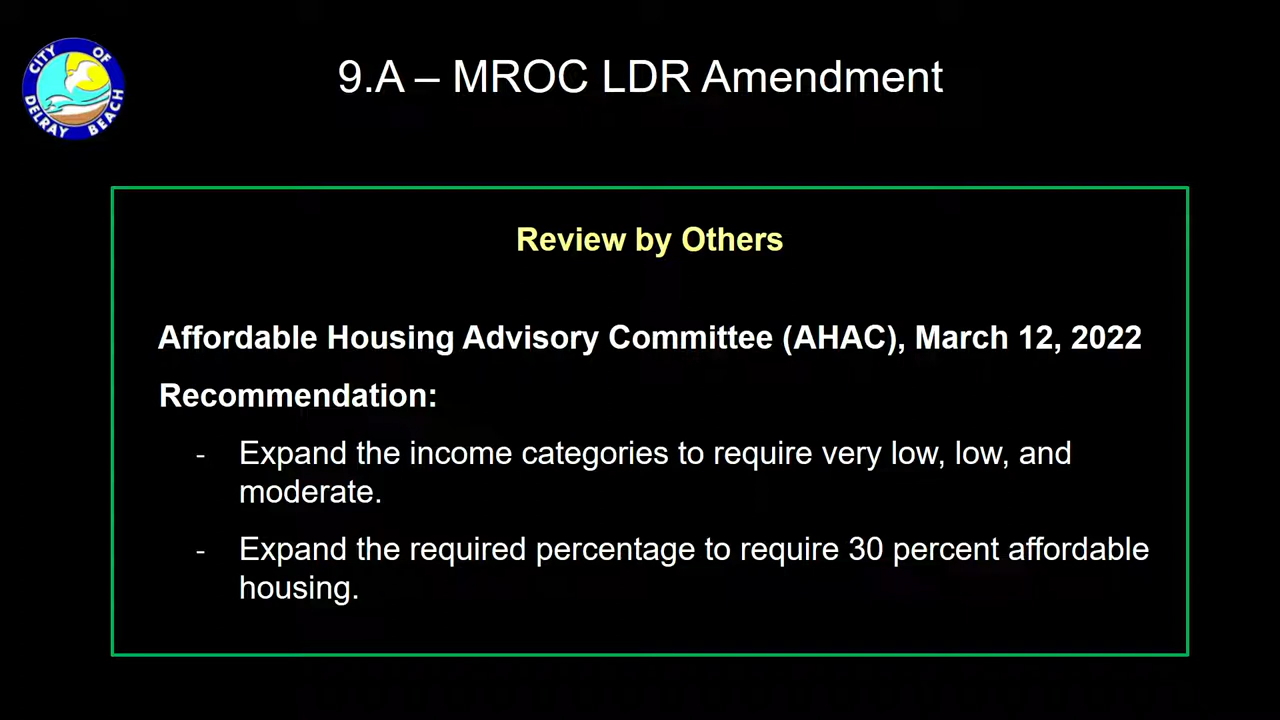 CITY OF
DELRAY BEACH
9.A – MROC LDR Amendment
Review by Others
Affordable Housing Advisory Committee (AHAC), March 12, 2022
Recommendation:
- Expand the income categories to require very low, low, and
moderate.
- Expand the required percentage to require 30 percent affordable
housing.